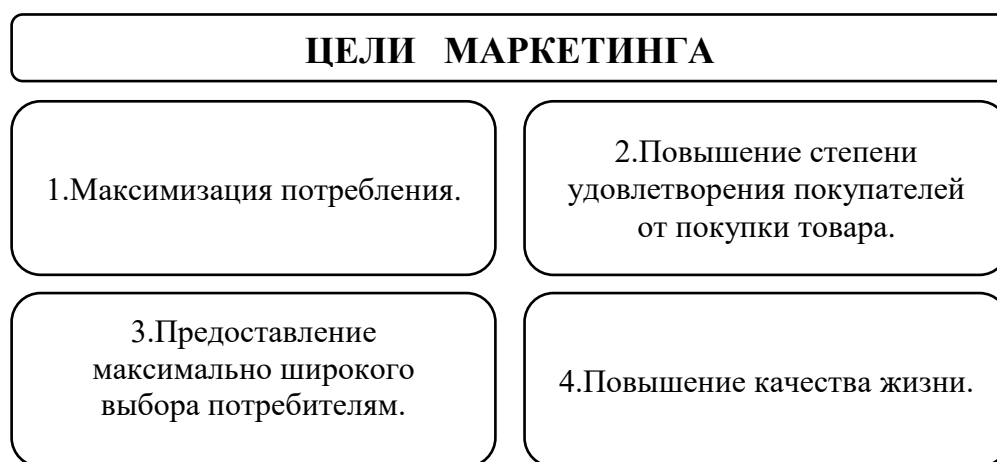 ЦЕЛИ МАРКЕТИНГА
1.Максимизация потребления.
2.Повышение степени
удовлетворения покупателей
от покупки товара.
3.Предоставление
максимально широкого
выбора потребителям.
4.Повышение качества жизни.